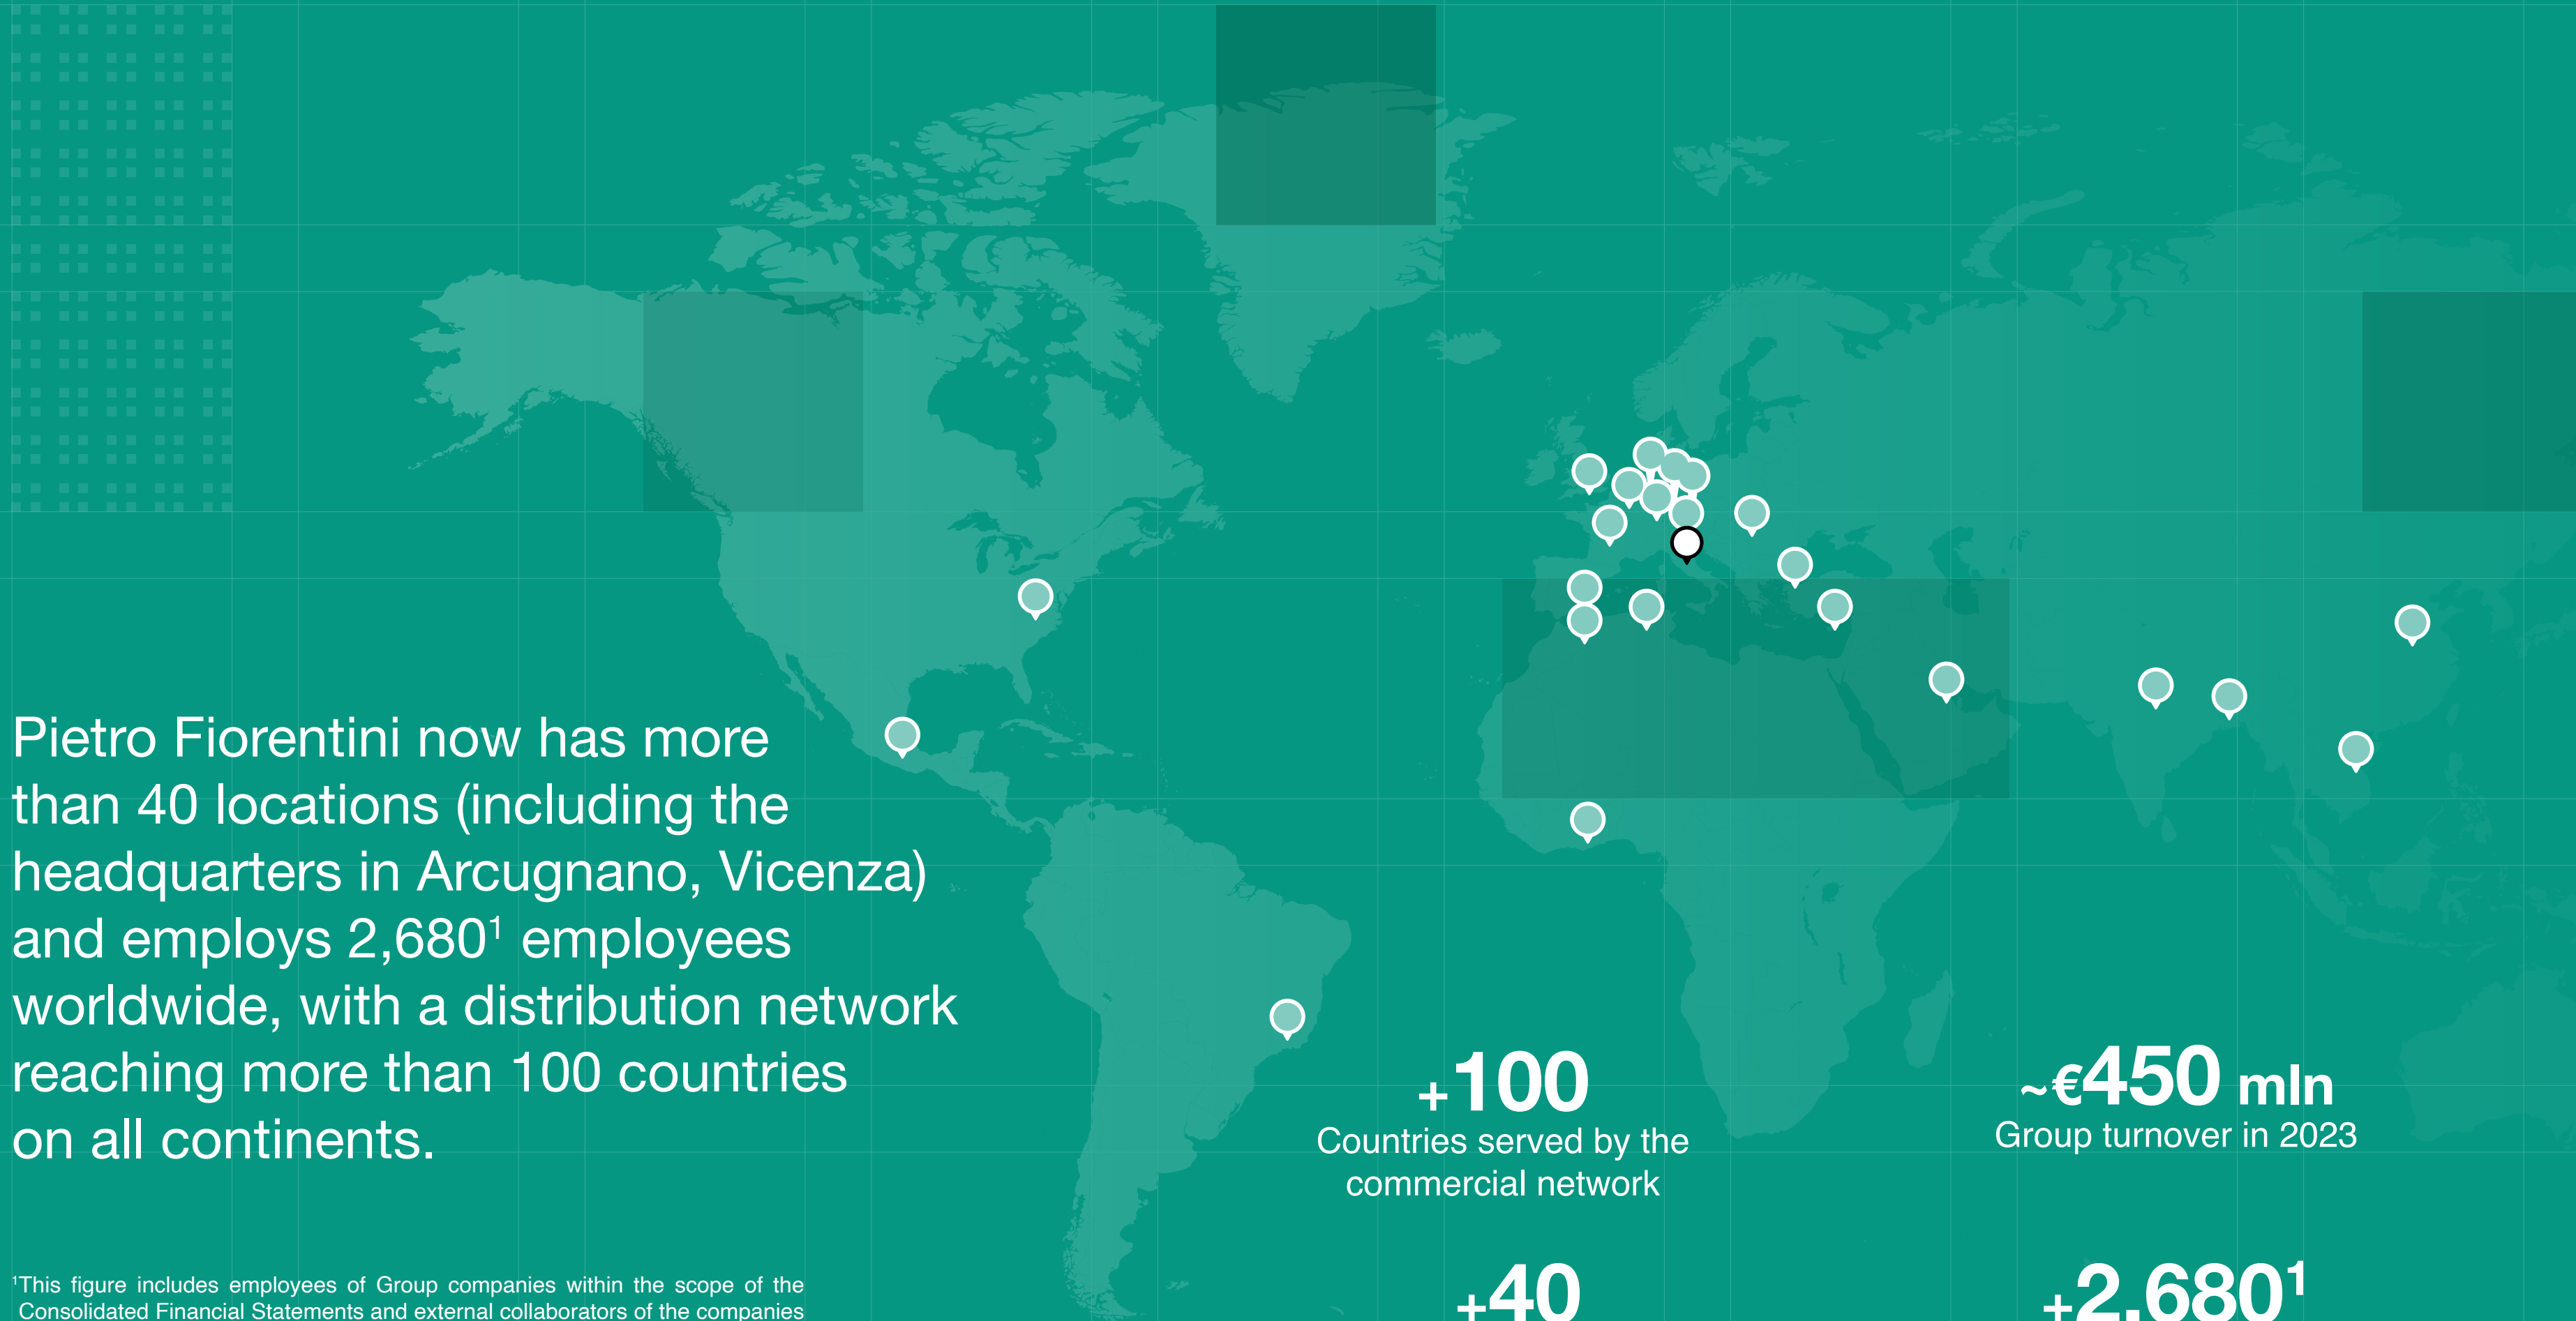 Pietro Fiorentini now has more
than 40 locations (including the
headquarters in Arcugnano, Vicenza)
and employs 2,680¹ employees
worldwide, with a distribution network
reaching more than 100 countries
on all continents.
¹This figure includes employees of Group companies within the scope of the
Consolidated Financial Statements and external collaborators of the companies
+100
Countries served by the
commercial network
~€450 mln
Group turnover in 2023
+40
+2.680¹